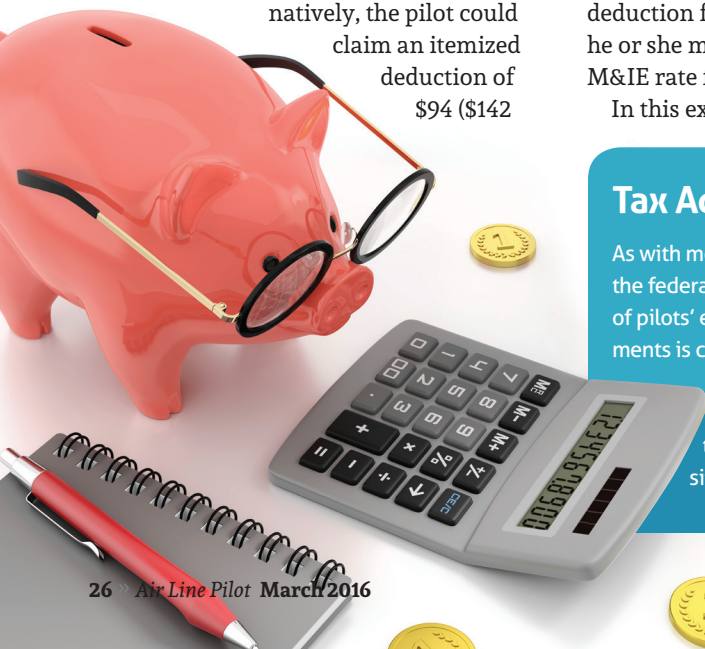 natively, the pilot could
claim an itemized
deduction of
$94 ($142
deduction f
he or she m
M&IE rate
In this ex
Tax A
As with m
the federa
of pilots' e
ments is c
si
26 » Air Line Pilot March 2016